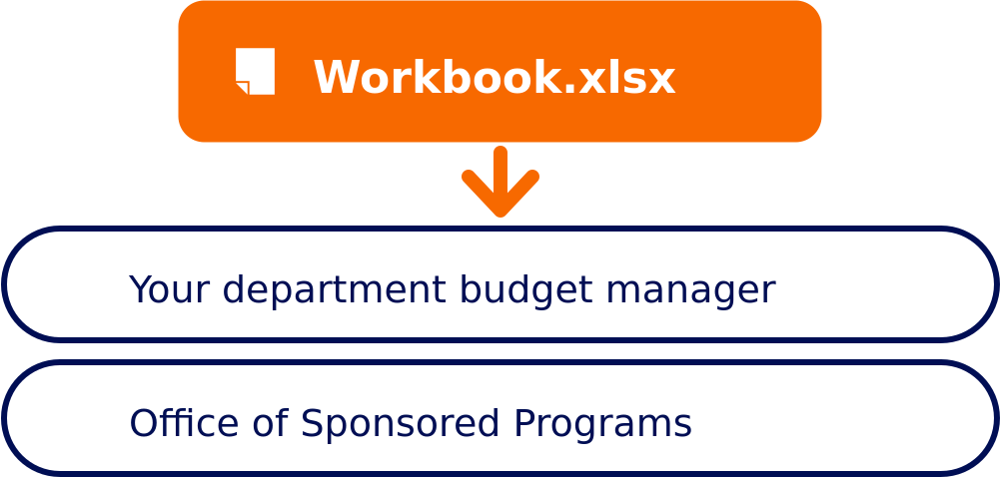 Workbook.xlsx
Your department budget manager
Office of Sponsored Programs